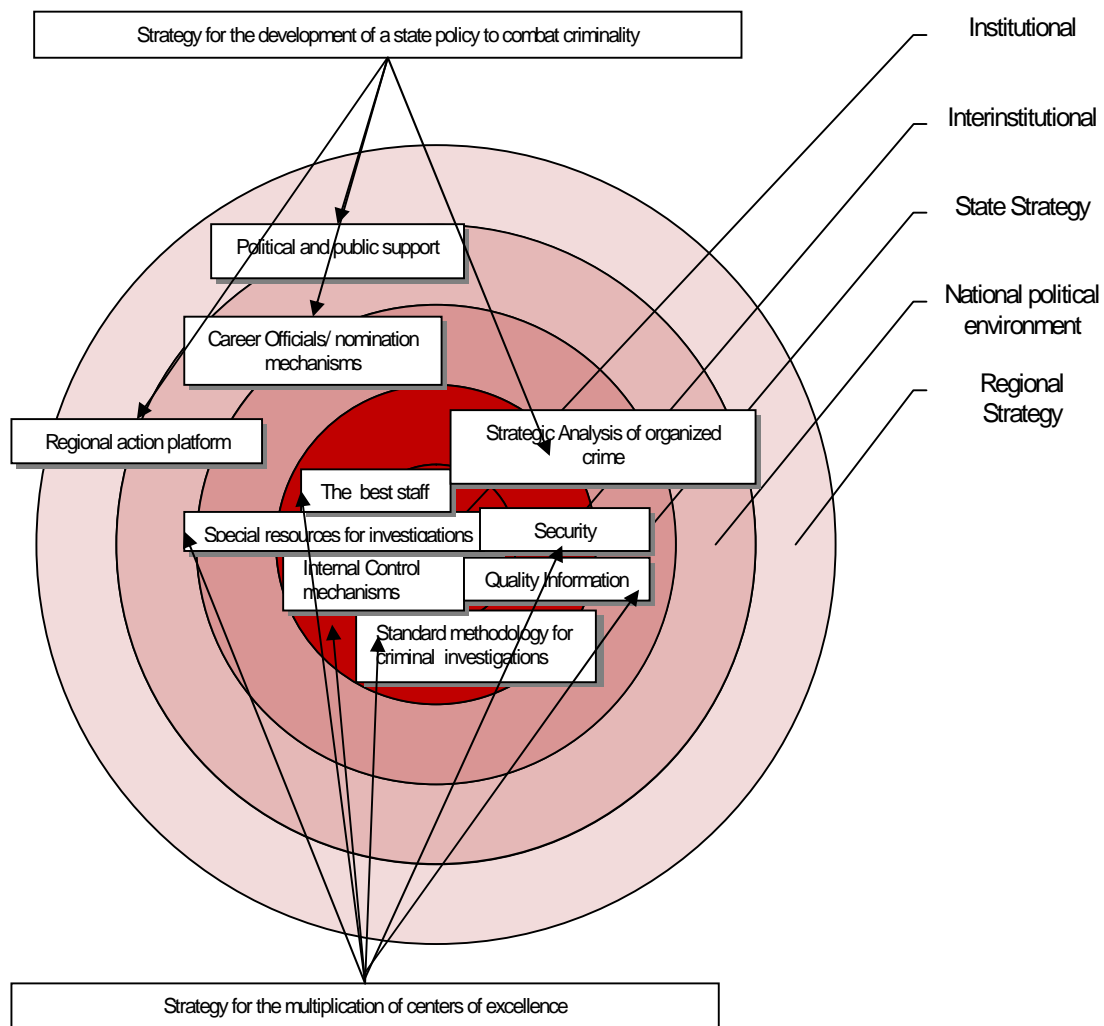 Strategy for the development of a state policy to combat criminality
Institutional
Interinstitutional
State Strategy
National political
environment
Regional
Strategy
Political and public support
Career Officials/ nomination
mechanisms
Regional action platform
Strategic Analysis of organized
crime
The best staff
Special resources for investigations
Security
Internal Control
mechanisms
Quality Information
Standard methodology for
criminal investigations
Strategy for the multiplication of centers of excellence